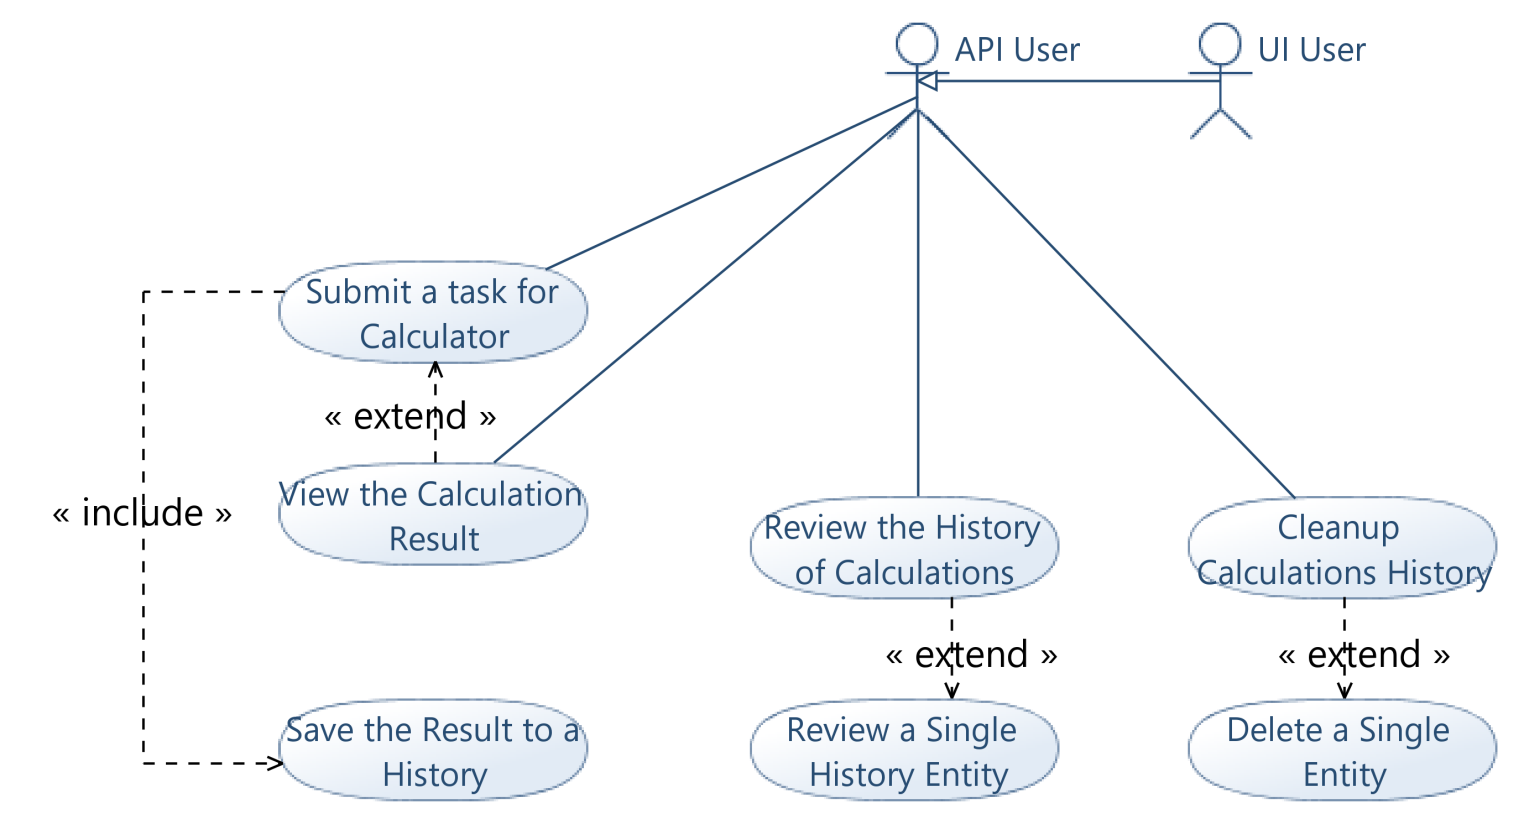 API User
UI User
Submit a task for
Calculator
« extend »
View the Calculation
Result
« include »
Review the History
of Calculations
Cleanup
Calculations History
« extend »
« extend »
Save the Result to a
History
Review a Single
History Entity
Delete a Single
Entity